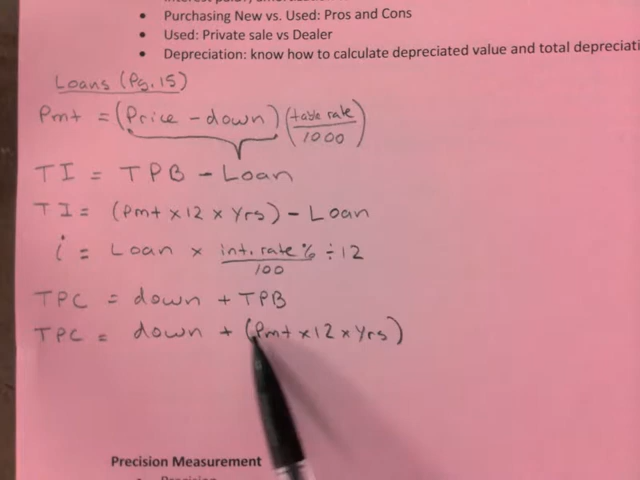 • Purchasing New vs. Used: Pros and Cons
• Used: Private sale vs Dealer
• Depreciation: know how to calculate depreciated value and total depreciati
Loans (Pg. 15)
Pmt = (Price - down) (table rate / 1000)
TI = TPB - Loan
TI = (Pmt × 12 × Yrs) - Loan
i = Loan × int. rate % / 100 ÷ 12
TPC = down + TPB
TPC = down + (Pmt × 12 × Yrs)
Precision Measurement